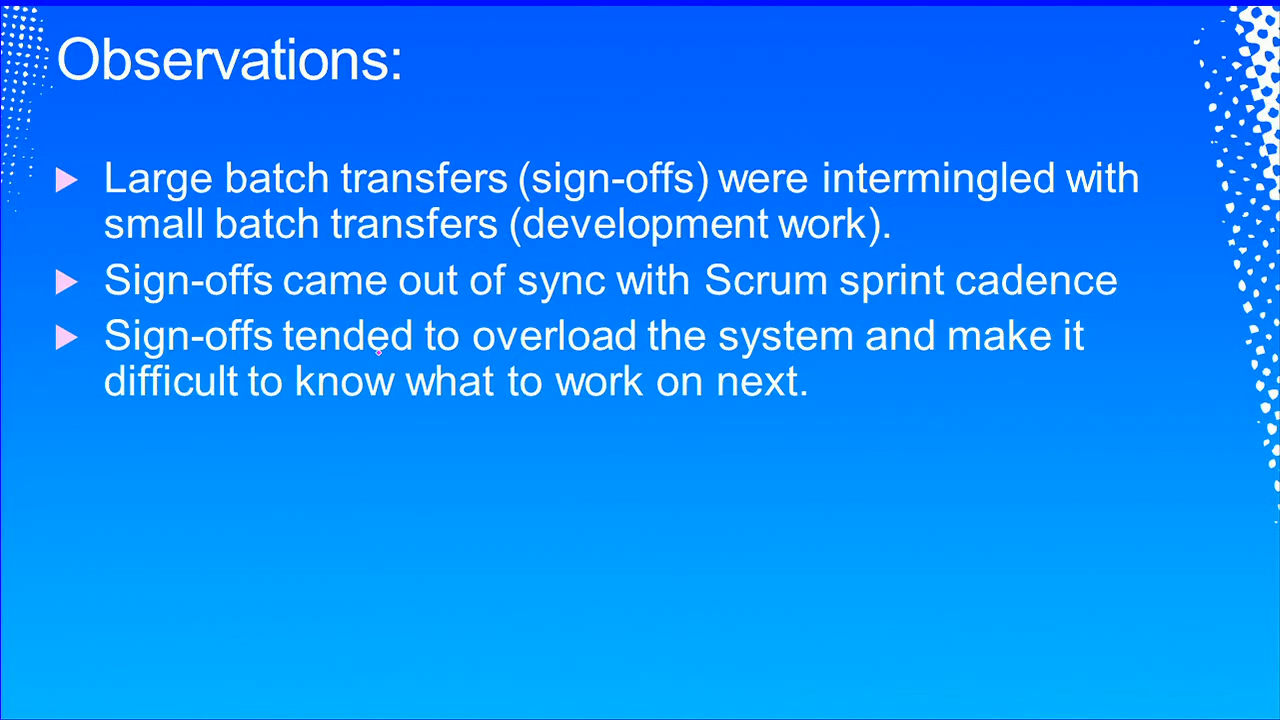 Observations:
Large batch transfers (sign-offs) were intermingled with
small batch transfers (development work).
Sign-offs came out of sync with Scrum sprint cadence
Sign-offs tended to overload the system and make it
difficult to know what to work on next.